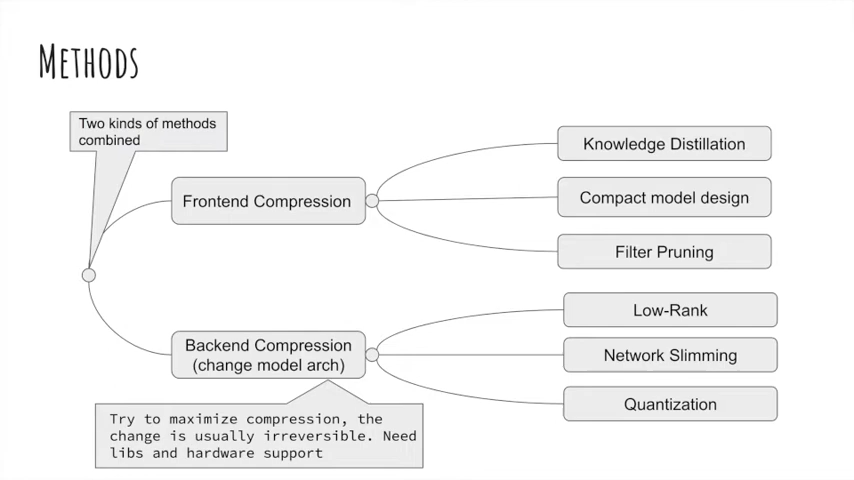 METHODS
Two kinds of methods
combined
Frontend Compression
Knowledge Distillation
Compact model design
Filter Pruning
Backend Compression
(change model arch)
Low-Rank
Network Slimming
Quantization
Try to maximize compression, the
change is usually irreversible. Need
libs and hardware support